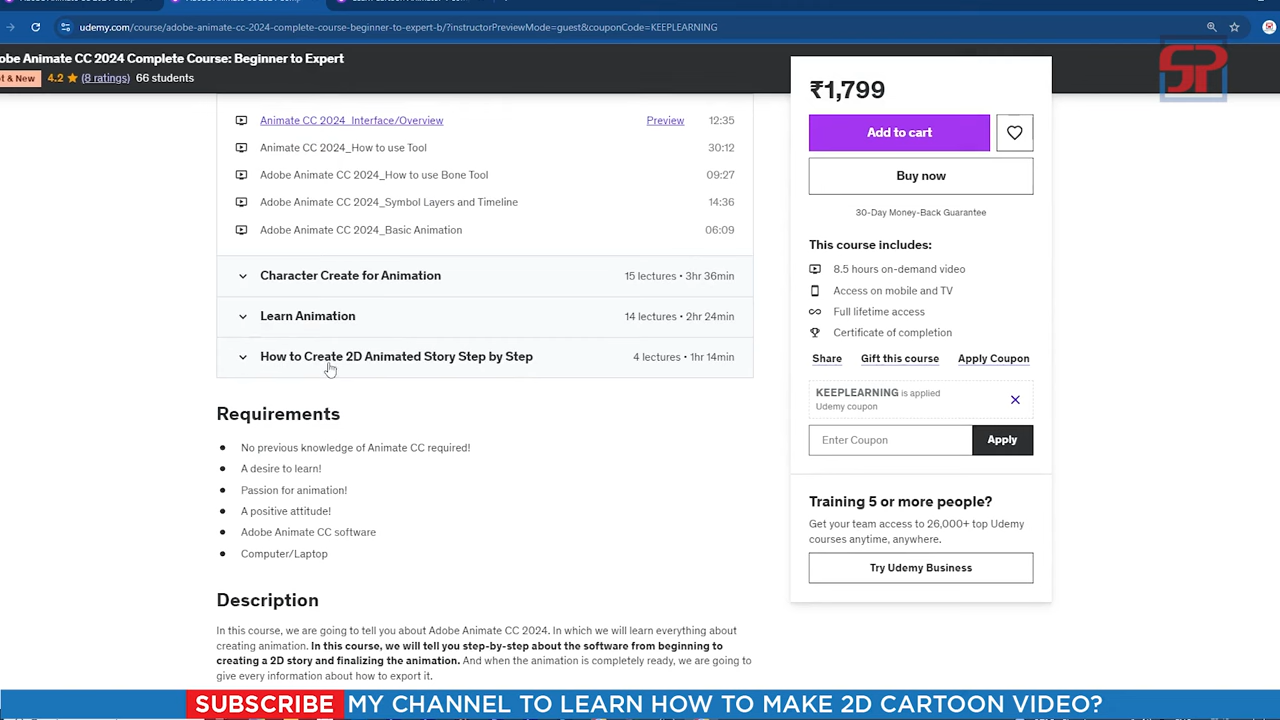 udemy.com/course/adobe-animate-cc-2024-complete-course-beginner-to-expert-b/?instructorPreviewMode=guest&couponCode=KEEPLEARNING
obe Animate CC 2024 Complete Course: Beginner to Expert
t & New 4.2 (8 ratings) 66 students
SP
Animate CC 2024_Interface/Overview Preview 12:35
Animate CC 2024_How to use Tool 30:12
Adobe Animate CC 2024_How to use Bone Tool 09:27
Adobe Animate CC 2024_Symbol Layers and Timeline 14:36
Adobe Animate CC 2024_Basic Animation 06:09
Character Create for Animation 15 lectures • 3hr 36min
Learn Animation 14 lectures • 2hr 24min
How to Create 2D Animated Story Step by Step 4 lectures • 1hr 14min
Requirements
No previous knowledge of Animate CC required!
A desire to learn!
Passion for animation!
A positive attitude!
Adobe Animate CC software
Computer/Laptop
Description
In this course, we are going to tell you about Adobe Animate CC 2024. In which we will learn everything about
creating animation. In this course, we will tell you step-by-step about the software from beginning to
creating a 2D story and finalizing the animation. And when the animation is completely ready, we are going to
give every information about how to export it.
₹1,799
Add to cart
Buy now
30-Day Money-Back Guarantee
This course includes:
8.5 hours on-demand video
Access on mobile and TV
Full lifetime access
Certificate of completion
Share Gift this course Apply Coupon
KEEPLEARNING is applied
Udemy coupon
Enter Coupon Apply
Training 5 or more people?
Get your team access to 26,000+ top Udemy
courses anytime, anywhere.
Try Udemy Business
SUBSCRIBE MY CHANNEL TO LEARN HOW TO MAKE 2D CARTOON VIDEO?